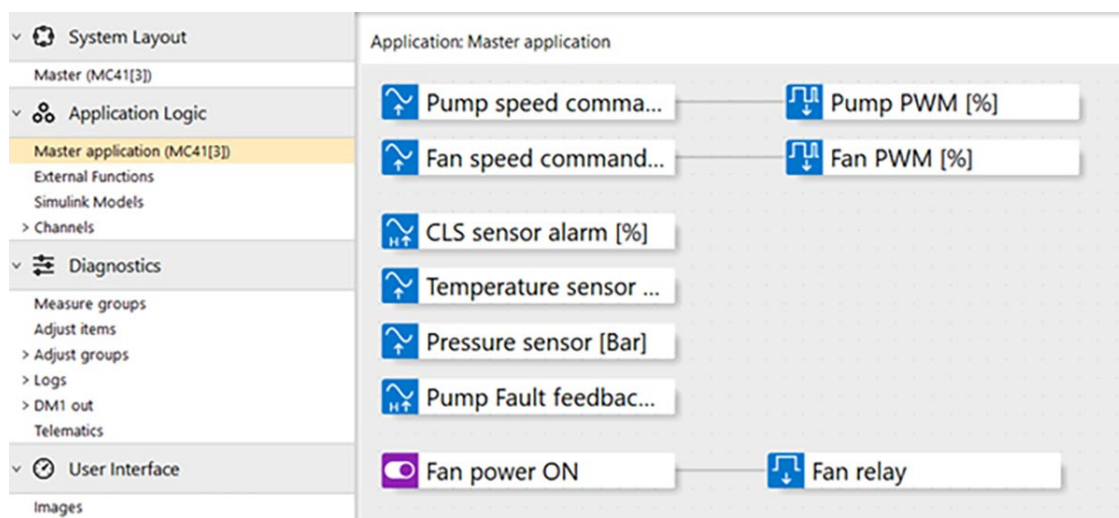 System Layout
Master (MC41[3])
Application Logic
Master application (MC41[3])
External Functions
Simulink Models
Channels
Diagnostics
Measure groups
Adjust items
Adjust groups
Logs
DM1 out
Telematics
User Interface
Images
Application: Master application
Pump speed comma...
Pump PWM [%]
Fan speed command...
Fan PWM [%]
H CLS sensor alarm [%]
Temperature sensor ...
Pressure sensor [Bar]
H Pump Fault feedbac...
Fan power ON
Fan relay